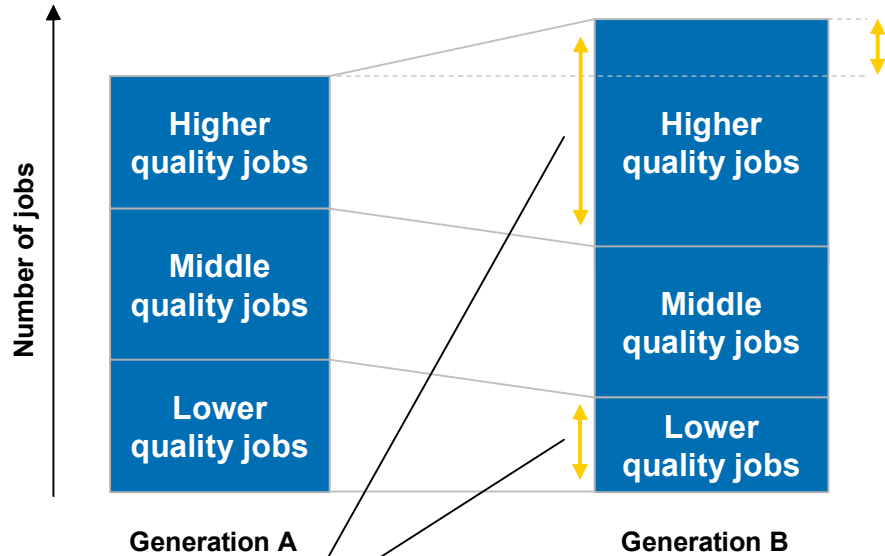 Number of jobs
Higher
quality jobs
Middle
quality jobs
Lower
quality jobs
Generation A
Higher
quality jobs
Middle
quality jobs
Lower
quality jobs
Generation B